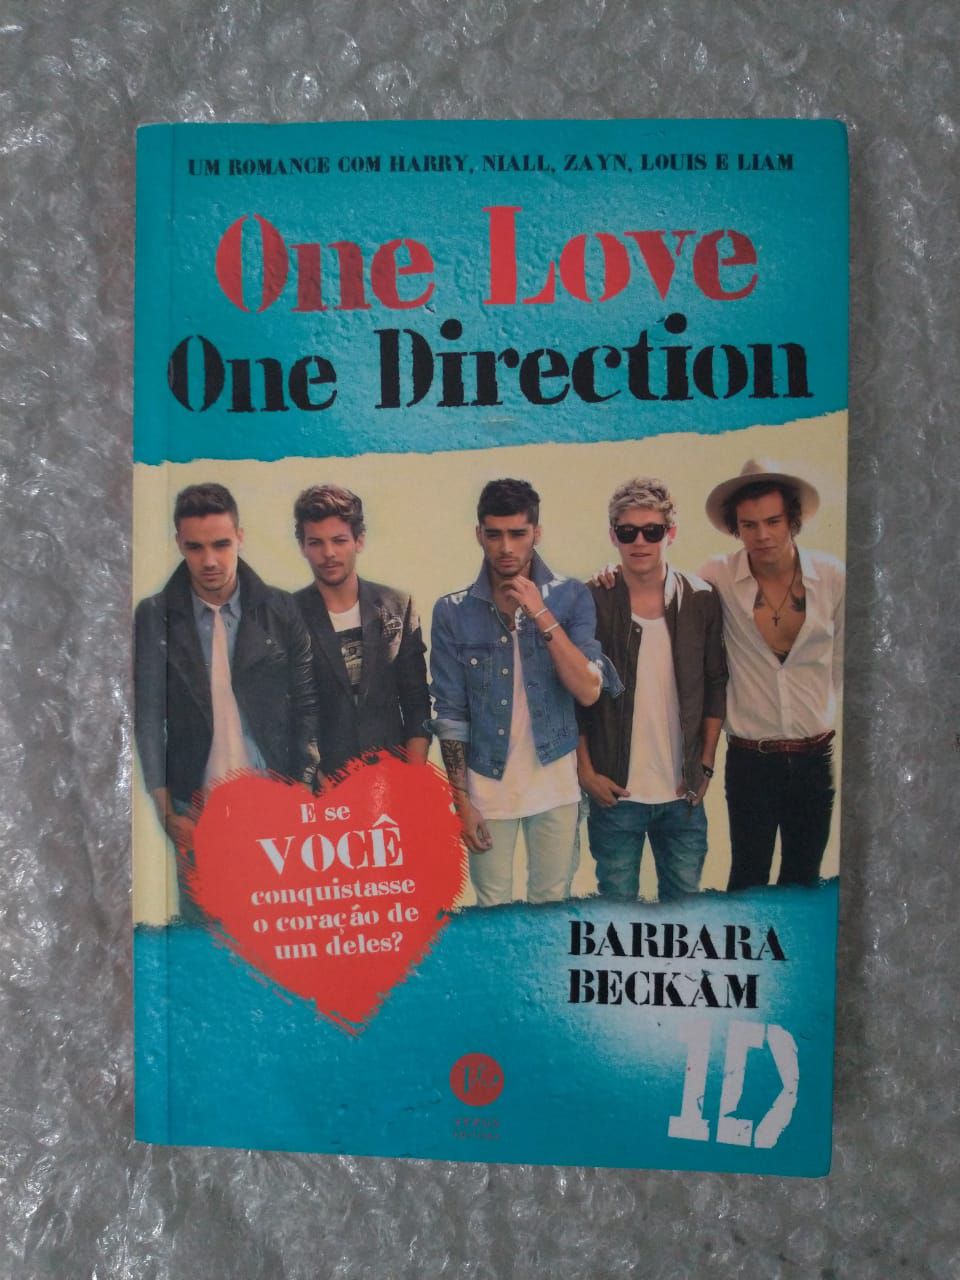 UM ROMANCE COM HARRY, NIALL, ZAYN, LOUIS E LIAM
One Love
One Direction
E se
VOCÊ
conquistasse
o coração de
um deles?
BARBARA
BECKAM
1D